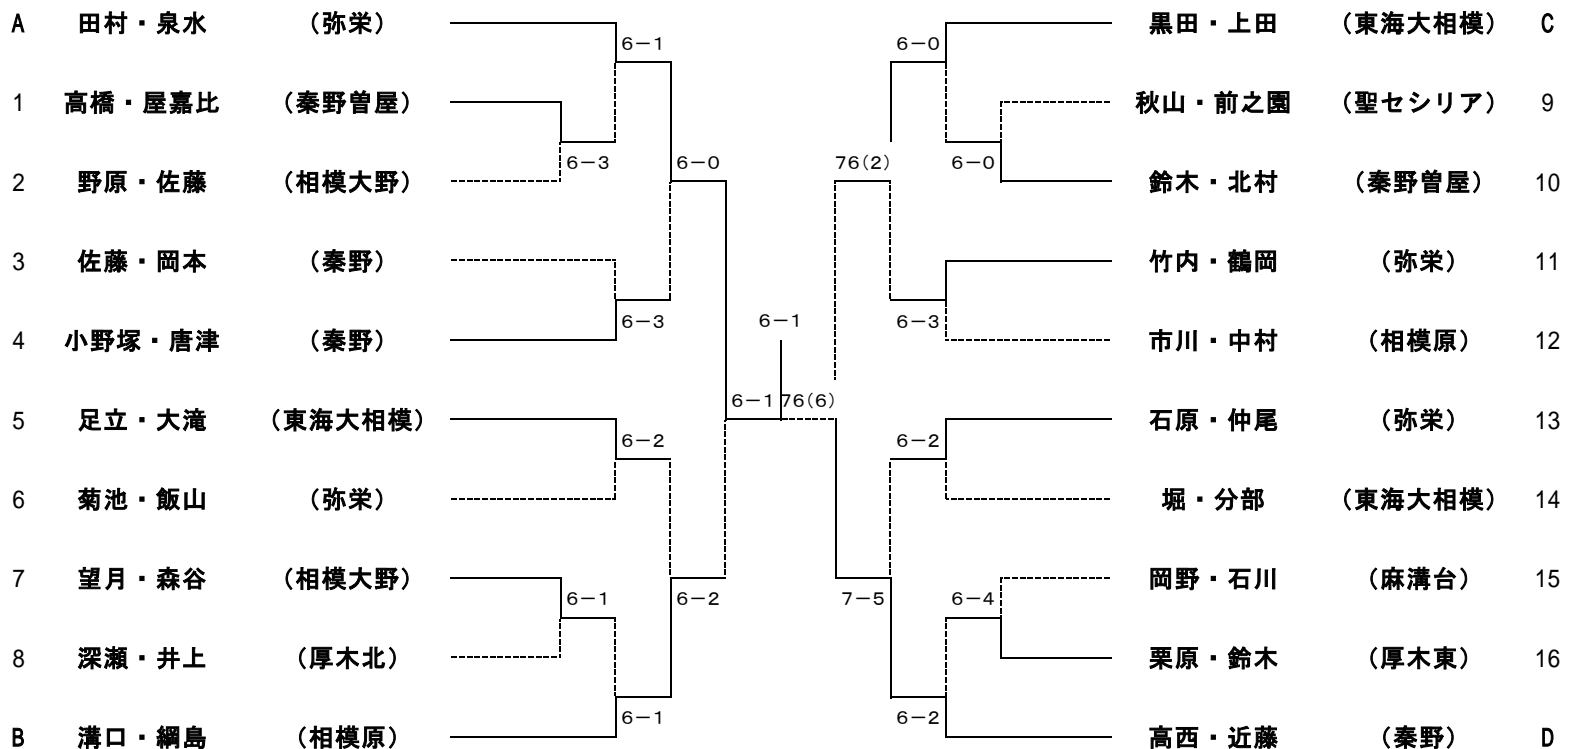 A 田村・泉水 （弥栄） 黒田・上田 （東海大相模） C
6−1 6−0
1 高橋・屋嘉比 （秦野曽屋） 秋山・前之園 （聖セシリア） 9
6−3 6−0 76(2) 6−0
2 野原・佐藤 （相模大野） 鈴木・北村 （秦野曽屋） 10
3 佐藤・岡本 （秦野） 竹内・鶴岡 （弥栄） 11
6−3 6−1 6−3
4 小野塚・唐津 （秦野） 市川・中村 （相模原） 12
6−1 76(6)
5 足立・大滝 （東海大相模） 石原・仲尾 （弥栄） 13
6−2 6−2
6 菊池・飯山 （弥栄） 堀・分部 （東海大相模） 14
7 望月・森谷 （相模大野） 岡野・石川 （麻溝台） 15
6−1 6−2 7−5 6−4
8 深瀬・井上 （厚木北） 栗原・鈴木 （厚木東） 16
6−1 6−2
B 溝口・綱島 （相模原） 高西・近藤 （秦野） D